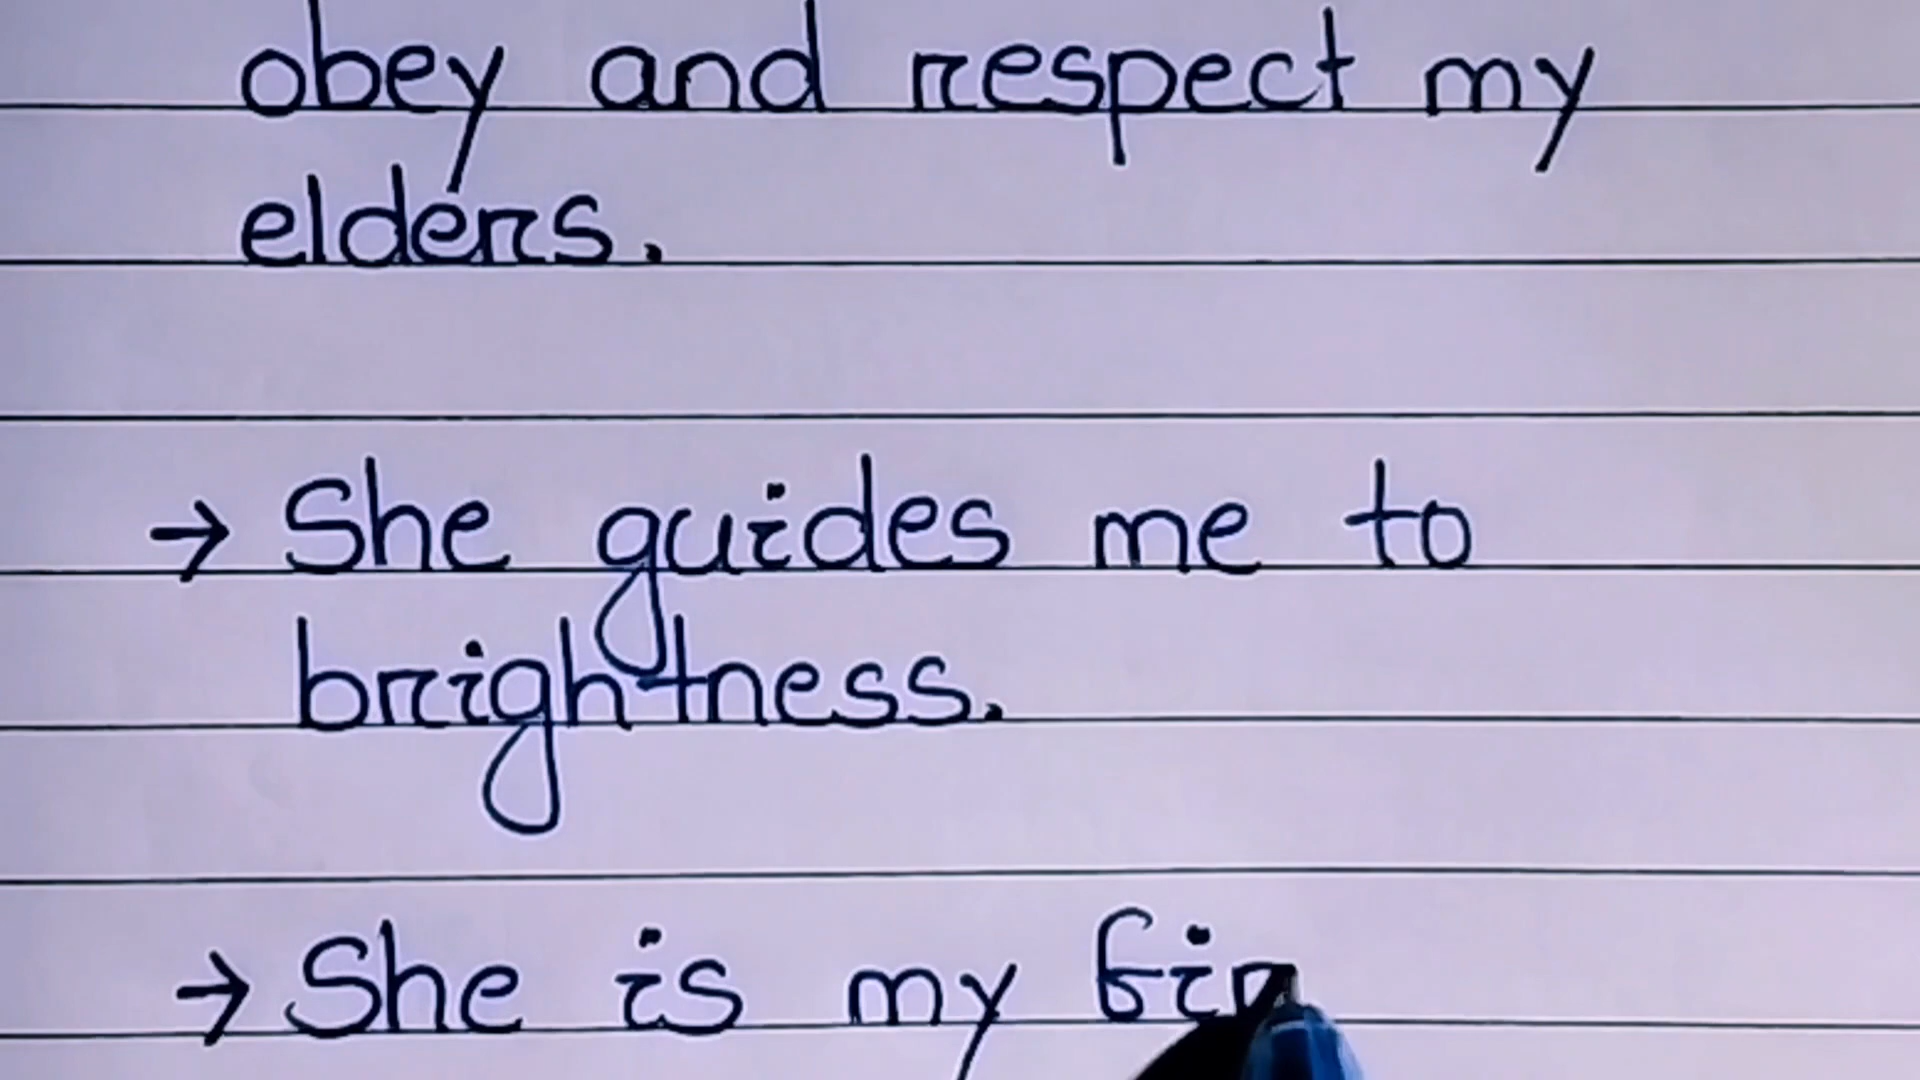 obey and respect my
elders.
→ She guides me to
brightness.
→ She is my